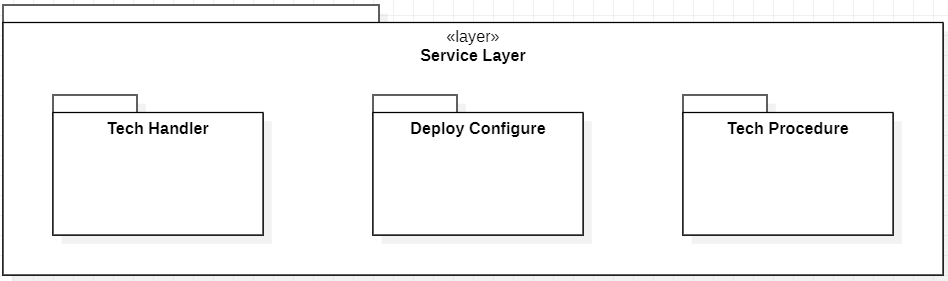 «layer»
Service Layer
Tech Handler
Deploy Configure
Tech Procedure